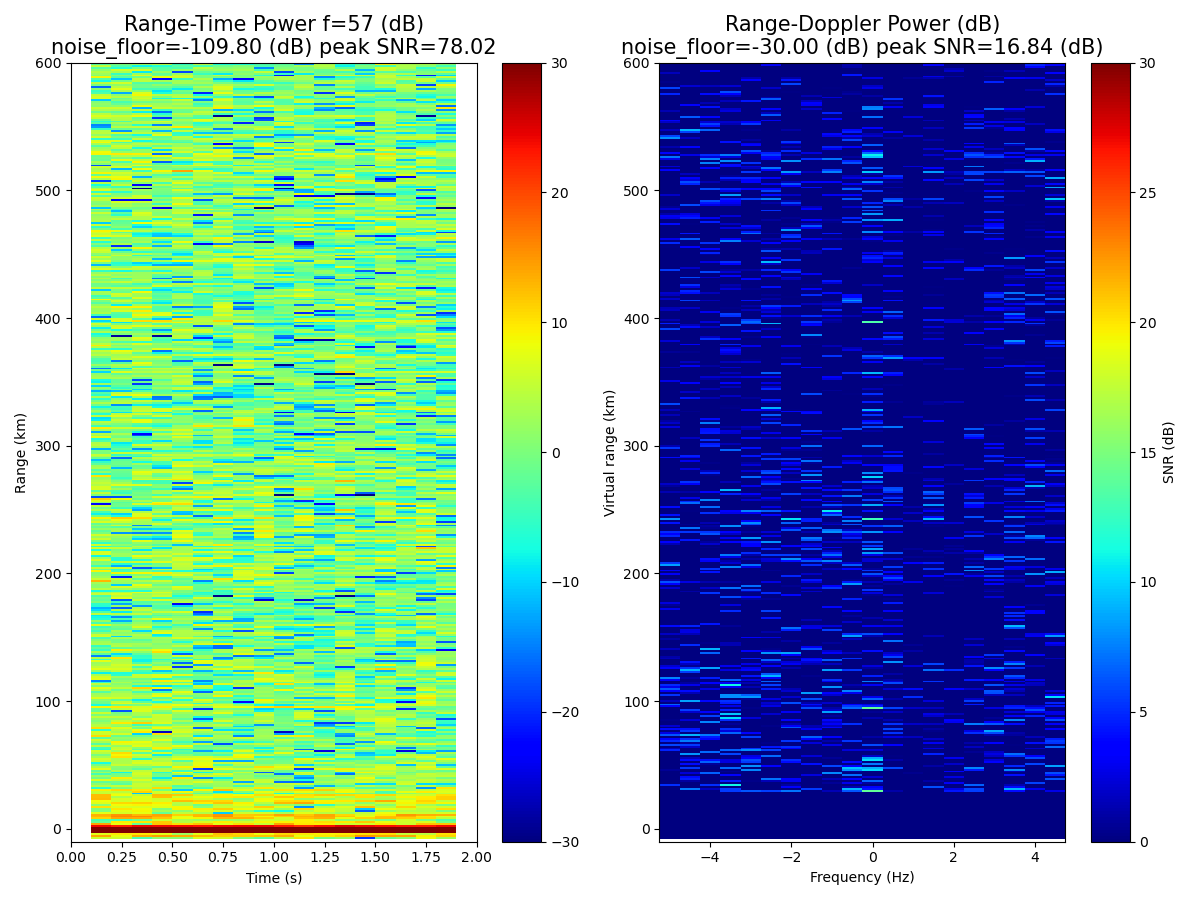 Range-Time Power f=57 (dB)
noise_floor=-109.80 (dB) peak SNR=78.02
600
500
400
300
200
100
0
Range (km)
0.00 0.25 0.50 0.75 1.00 1.25 1.50 1.75 2.00
Time (s)
30
20
10
0
−10
−20
−30
Range-Doppler Power (dB)
noise_floor=-30.00 (dB) peak SNR=16.84 (dB)
600
500
400
300
200
100
0
Virtual range (km)
−4 −2 0 2 4
Frequency (Hz)
30
25
20
15
10
5
0
SNR (dB)